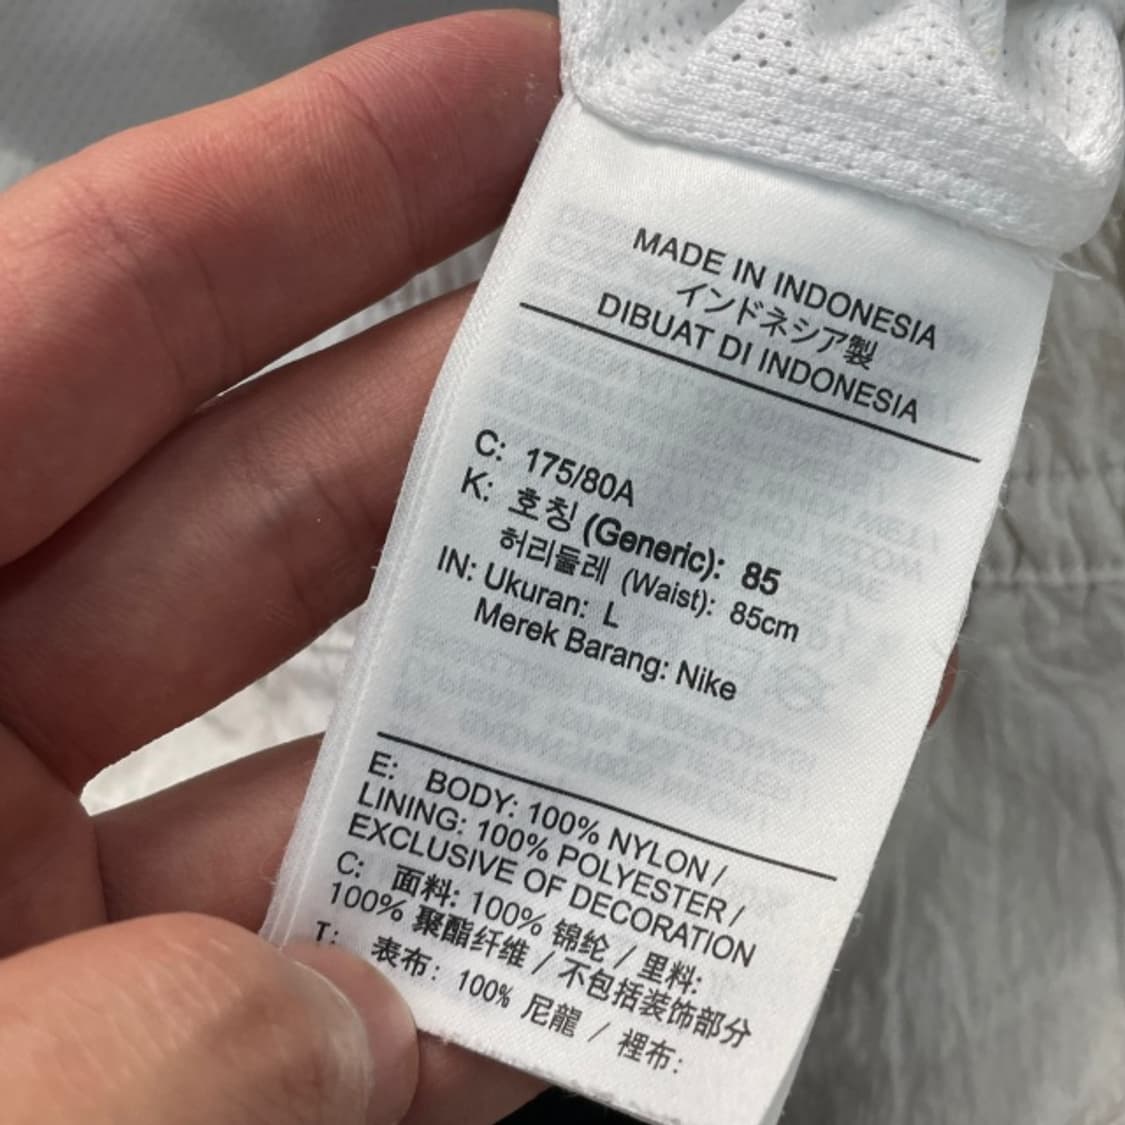 MADE IN INDONESIA
インドネシア製
DIBUAT DI INDONESIA
C: 175/80A
K: 호칭 (Generic): 85
허리둘레 (Waist): 85cm
IN: Ukuran: L
Merek Barang: Nike
E: BODY: 100% NYLON /
LINING: 100% POLYESTER /
EXCLUSIVE OF DECORATION
C: 面料: 100% 锦纶 / 里料:
100% 聚酯纤维 / 不包括装饰部分
T: 表布: 100% 尼龍 / 裡布: